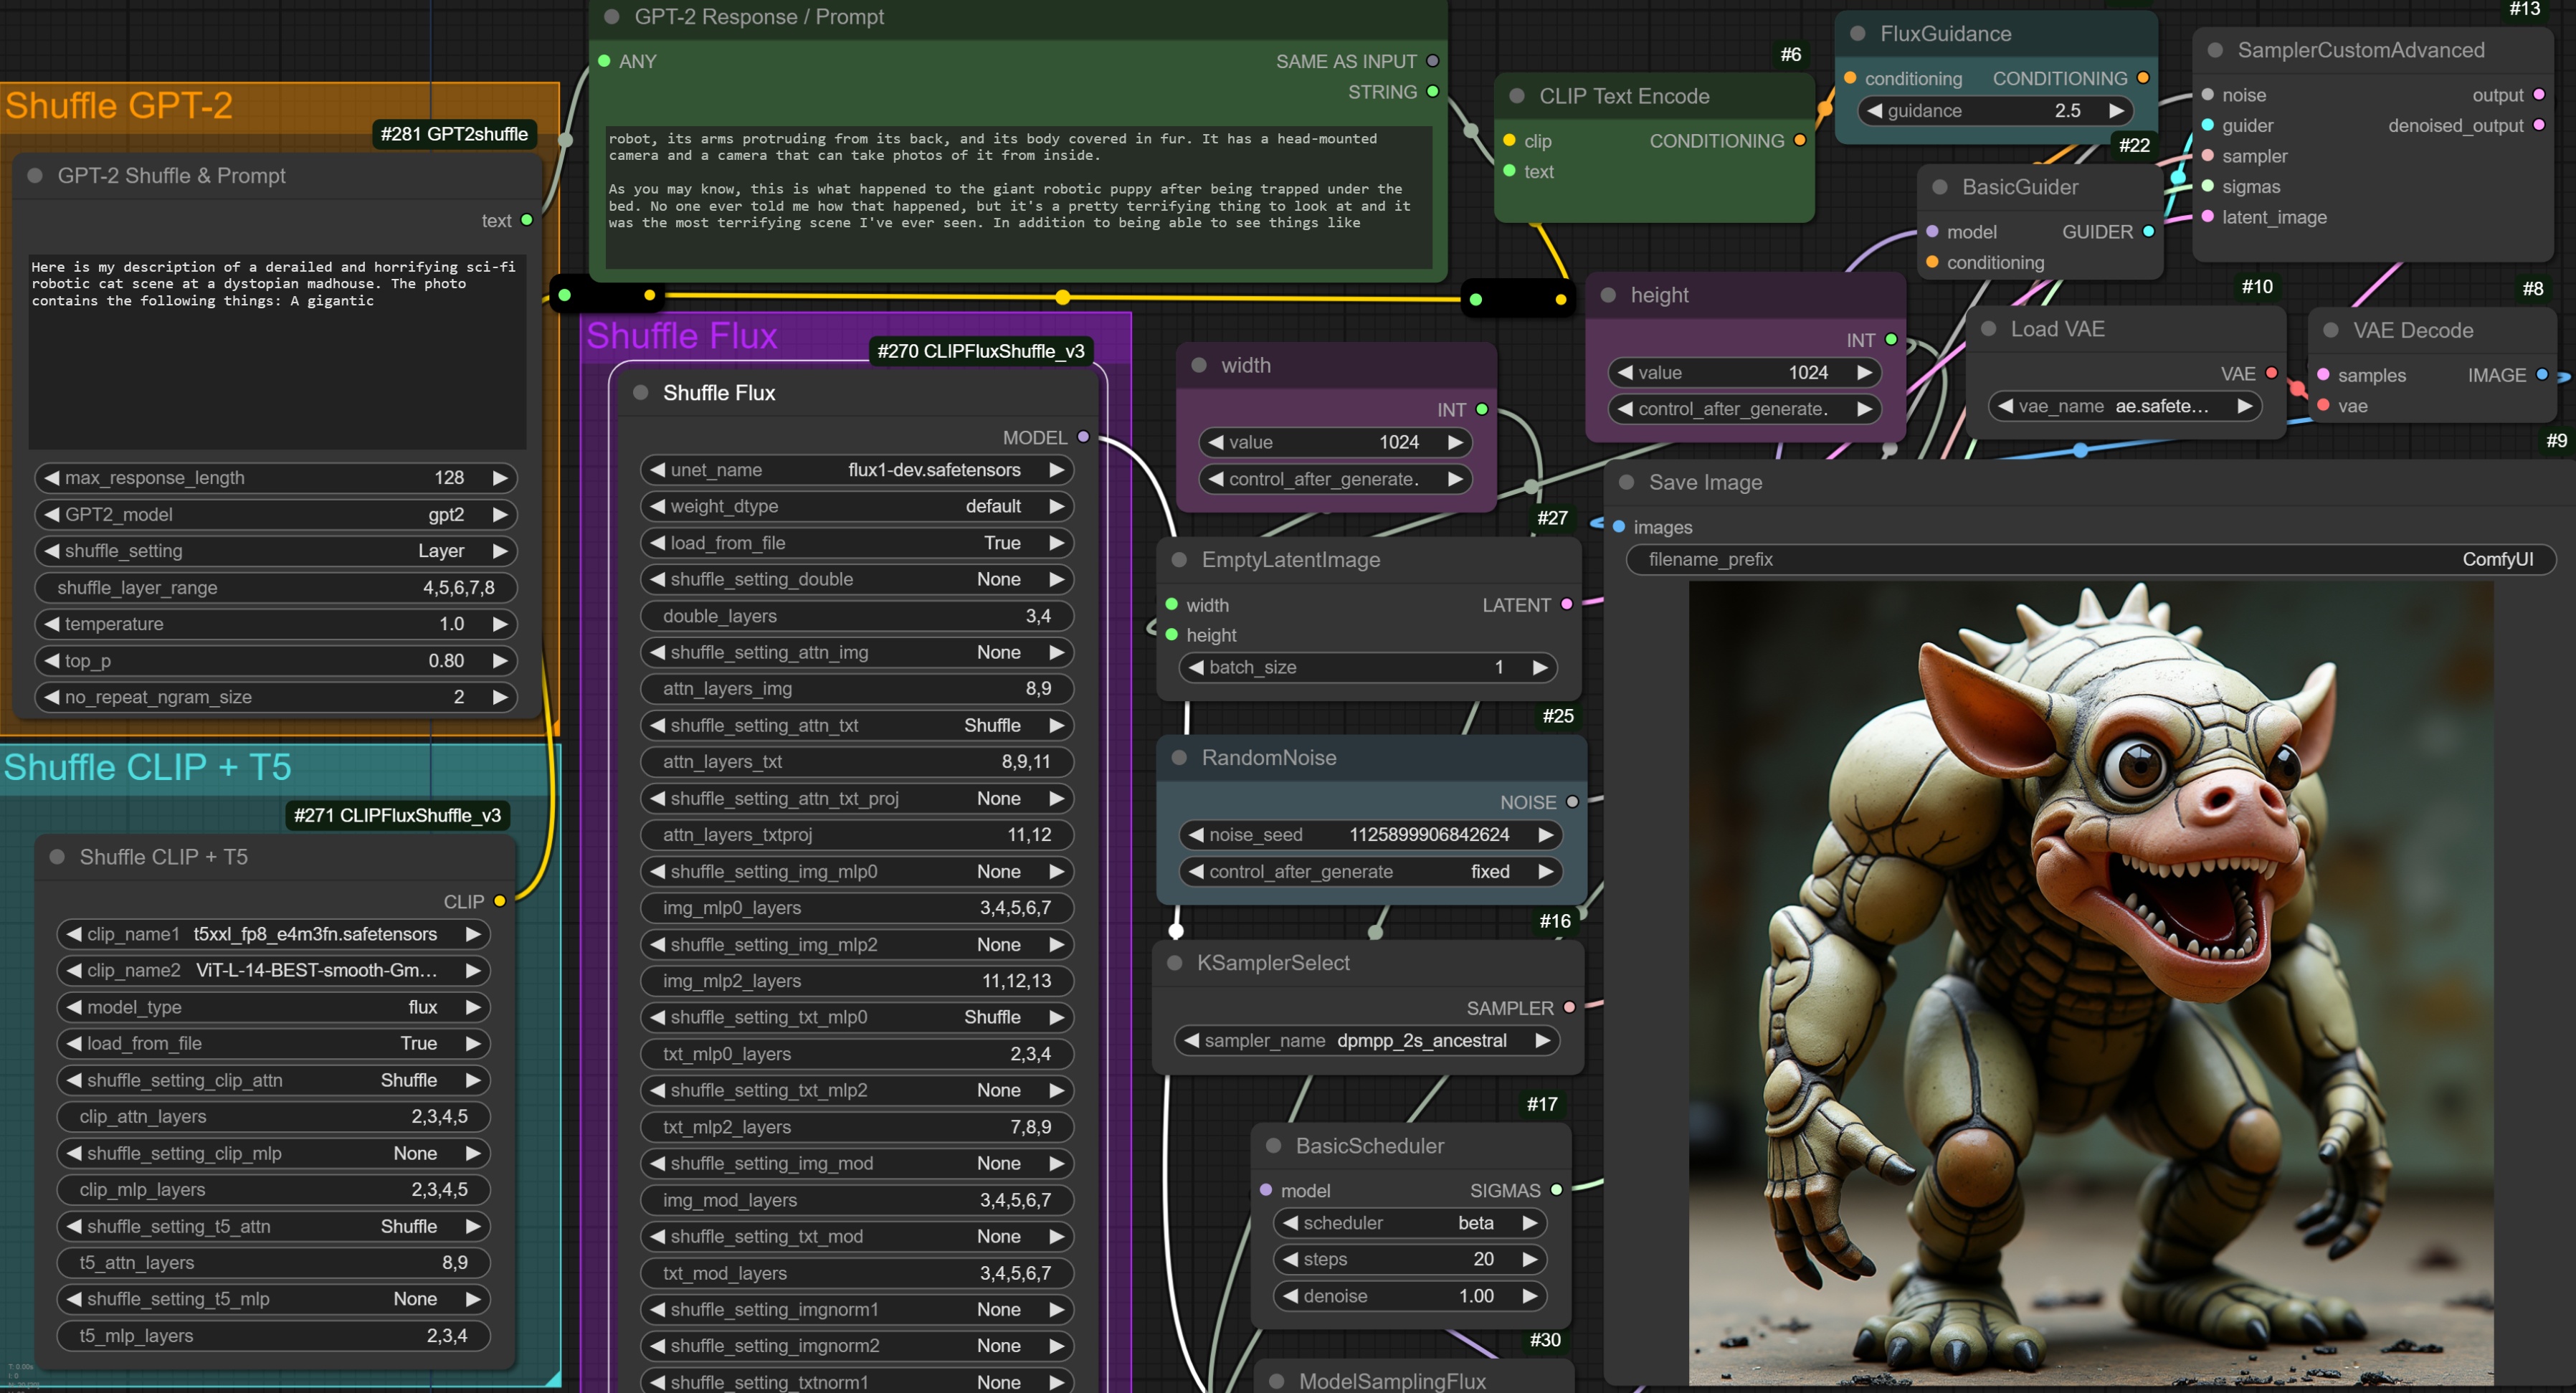 Shuffle GPT-2
#281 GPT2shuffle
GPT-2 Shuffle & Prompt
text
Here is my description of a derailed and horrifying sci-fi
robotic cat scene at a dystopian madhouse. The photo
contains the following things: A gigantic
max_response_length 128
GPT2_model gpt2
shuffle_setting Layer
shuffle_layer_range 4,5,6,7,8
temperature 1.0
top_p 0.80
no_repeat_ngram_size 2
Shuffle CLIP + T5
#271 CLIPFluxShuffle_v3
Shuffle CLIP + T5
CLIP
clip_name1 t5xxl_fp8_e4m3fn.safetensors
clip_name2 ViT-L-14-BEST-smooth-Gm…
model_type flux
load_from_file True
shuffle_setting_clip_attn Shuffle
clip_attn_layers 2,3,4,5
shuffle_setting_clip_mlp None
clip_mlp_layers 2,3,4,5
shuffle_setting_t5_attn Shuffle
t5_attn_layers 8,9
shuffle_setting_t5_mlp None
t5_mlp_layers 2,3,4
GPT-2 Response / Prompt
ANY SAME AS INPUT
STRING
robot, its arms protruding from its back, and its body covered in fur. It has a head-mounted
camera and a camera that can take photos of it from inside.
As you may know, this is what happened to the giant robotic puppy after being trapped under the
bed. No one ever told me how that happened, but it's a pretty terrifying thing to look at and it
was the most terrifying scene I've ever seen. In addition to being able to see things like
Shuffle Flux
#270 CLIPFluxShuffle_v3
Shuffle Flux
MODEL
unet_name flux1-dev.safetensors
weight_dtype default
load_from_file True
shuffle_setting_double None
double_layers 3,4
shuffle_setting_attn_img None
attn_layers_img 8,9
shuffle_setting_attn_txt Shuffle
attn_layers_txt 8,9,11
shuffle_setting_attn_txt_proj None
attn_layers_txtproj 11,12
shuffle_setting_img_mlp0 None
img_mlp0_layers 3,4,5,6,7
shuffle_setting_img_mlp2 None
img_mlp2_layers 11,12,13
shuffle_setting_txt_mlp0 Shuffle
txt_mlp0_layers 2,3,4
shuffle_setting_txt_mlp2 None
txt_mlp2_layers 7,8,9
shuffle_setting_img_mod None
img_mod_layers 3,4,5,6,7
shuffle_setting_txt_mod None
txt_mod_layers 3,4,5,6,7
shuffle_setting_imgnorm1 None
shuffle_setting_imgnorm2 None
shuffle_setting_txtnorm1 None
#6
CLIP Text Encode
clip CONDITIONING
text
FluxGuidance
conditioning CONDITIONING
guidance 2.5
#22
BasicGuider
model GUIDER
conditioning
#13
SamplerCustomAdvanced
noise output
guider denoised_output
sampler
sigmas
latent_image
width
INT
value 1024
control_after_generate.
height
INT
value 1024
control_after_generate.
#10
Load VAE
VAE
vae_name ae.safete…
#8
VAE Decode
samples IMAGE
vae
#27
EmptyLatentImage
width LATENT
height
batch_size 1
#25
RandomNoise
NOISE
noise_seed 1125899906842624
control_after_generate fixed
#16
KSamplerSelect
SAMPLER
sampler_name dpmpp_2s_ancestral
#17
BasicScheduler
model SIGMAS
scheduler beta
steps 20
denoise 1.00
#30
ModelSamplingFlux
#9
Save Image
images
filename_prefix ComfyUI